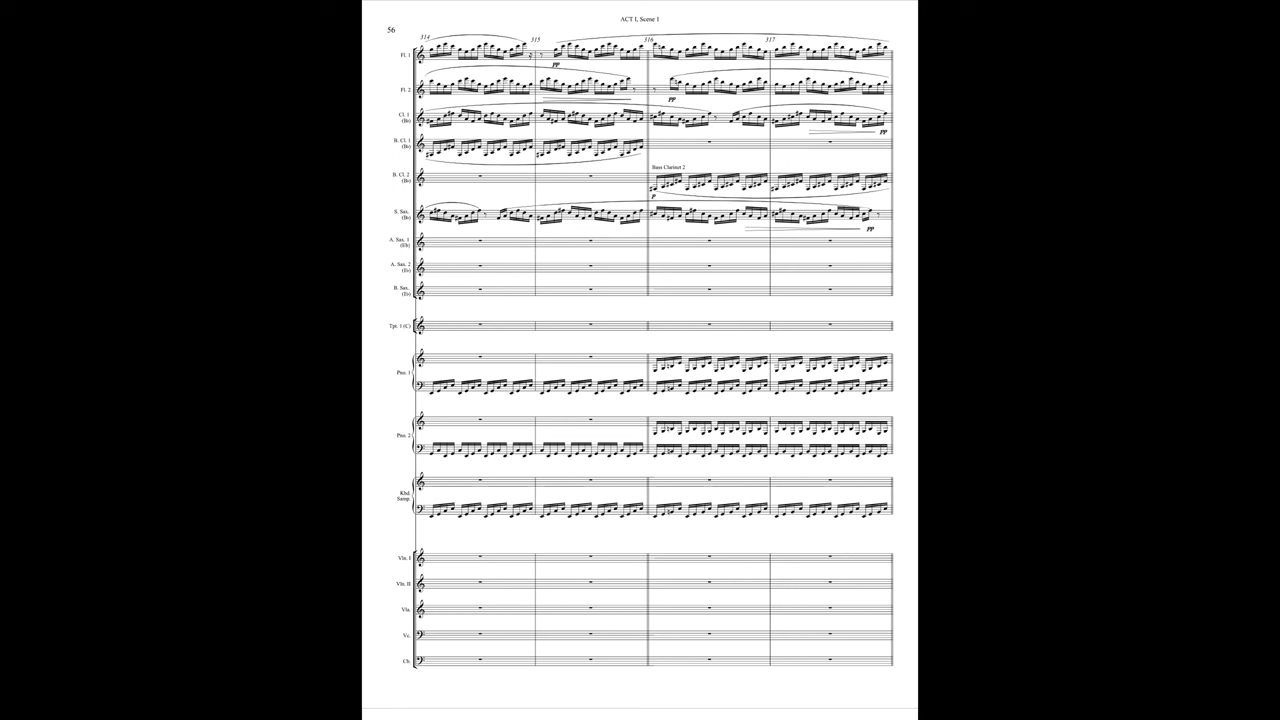 ACT I, Scene 1
56
314 315 316 317
Fl. 1
pp
Fl. 2
pp
Cl. 1
(B♭)
pp
B. Cl. 1
(B♭)
Bass Clarinet 2
B. Cl. 2
(B♭)
p
S. Sax.
(B♭)
pp
A. Sax. 1
(E♭)
A. Sax. 2
(E♭)
B. Sax.
(E♭)
Tpt. 1 (C)
Pno. 1
Pno. 2
Kbd.
Samp.
Vln. I
Vln. II
Vla.
Vc.
Cb.